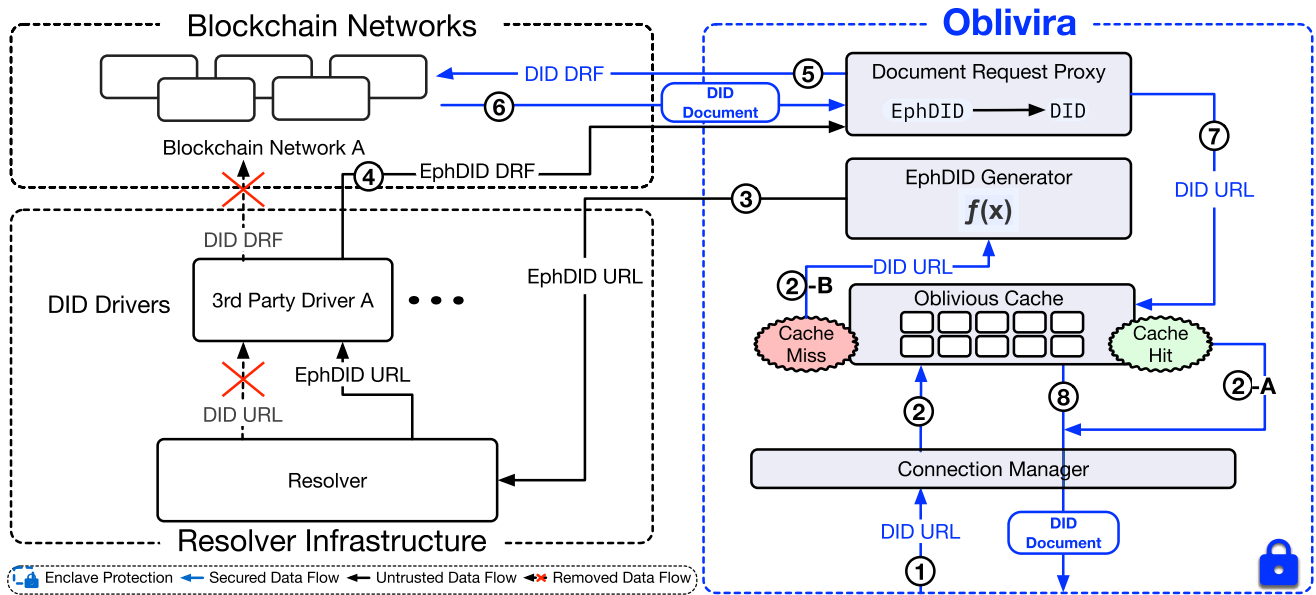 Blockchain Networks
Blockchain Network A
DID DRF
5
6
DID
Document
4
EphDID DRF
DID DRF
DID Drivers
3rd Party Driver A
• • •
EphDID URL
EphDID URL
DID URL
Resolver
Resolver Infrastructure
Oblivira
Document Request Proxy
EphDID
DID
7
DID URL
EphDID Generator
f(x)
3
DID URL
2-B
Oblivious Cache
Cache
Miss
Cache
Hit
2-A
2
8
Connection Manager
DID URL
DID
Document
1
Enclave Protection
Secured Data Flow
Untrusted Data Flow
Removed Data Flow